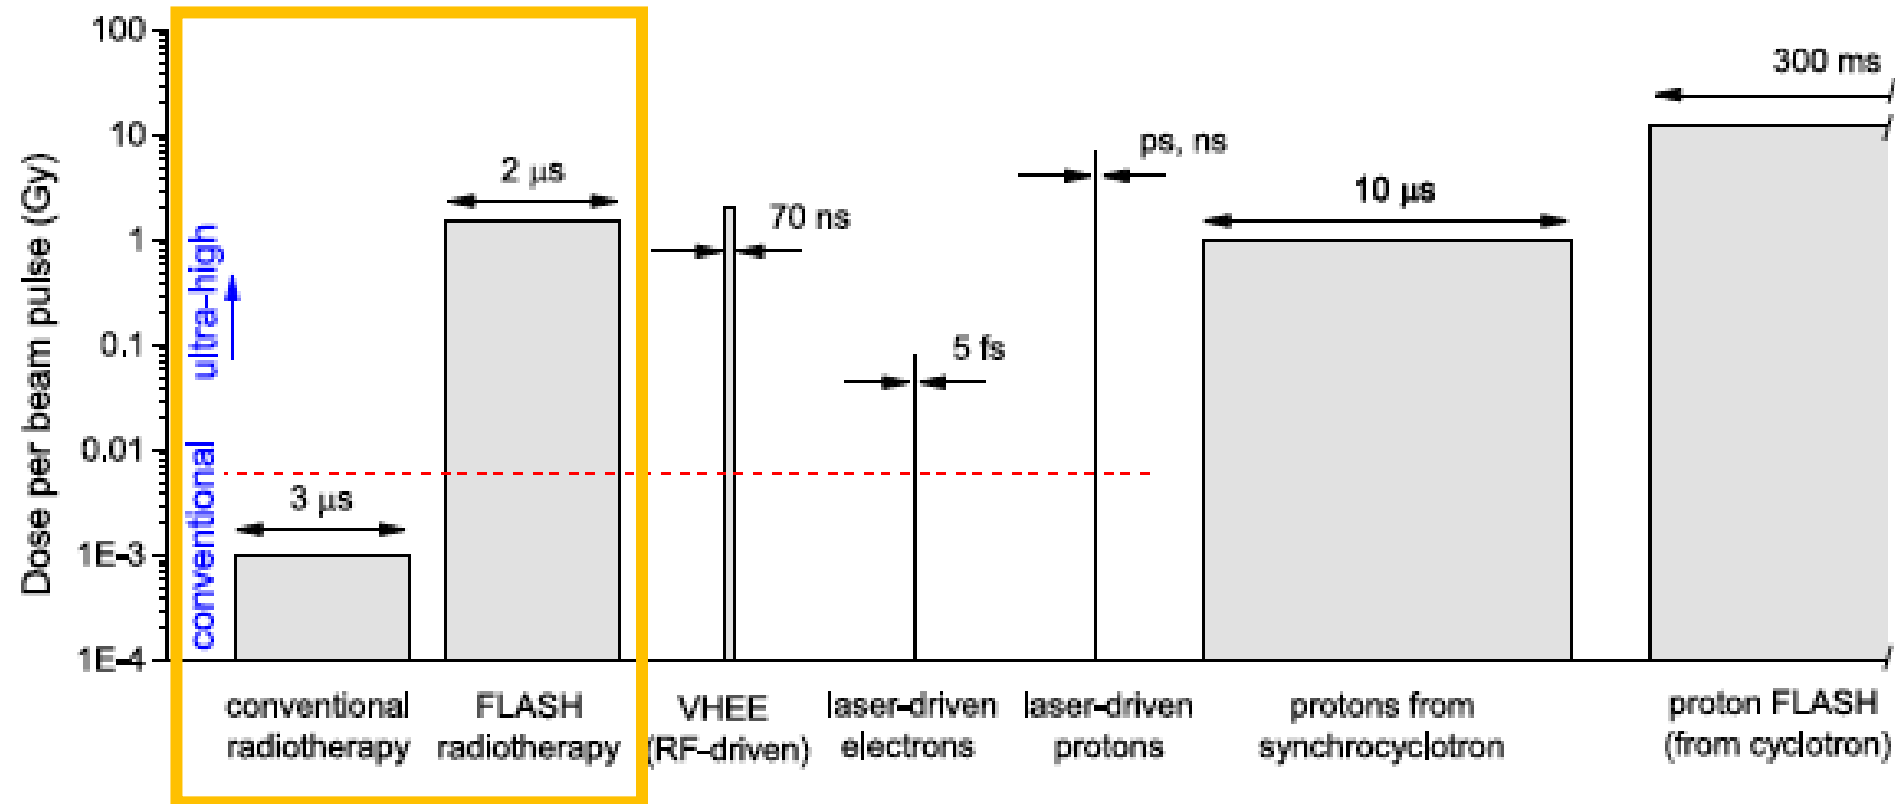 Dose per beam pulse (Gy)
100
10
1
0.1
0.01
1E-3
1E-4
ultra-high
conventional
3 μs
2 μs
70 ns
5 fs
ps, ns
10 μs
300 ms
conventional
radiotherapy
FLASH
radiotherapy
VHEE
(RF-driven)
laser-driven
electrons
laser-driven
protons
protons from
synchrocyclotron
proton FLASH
(from cyclotron)